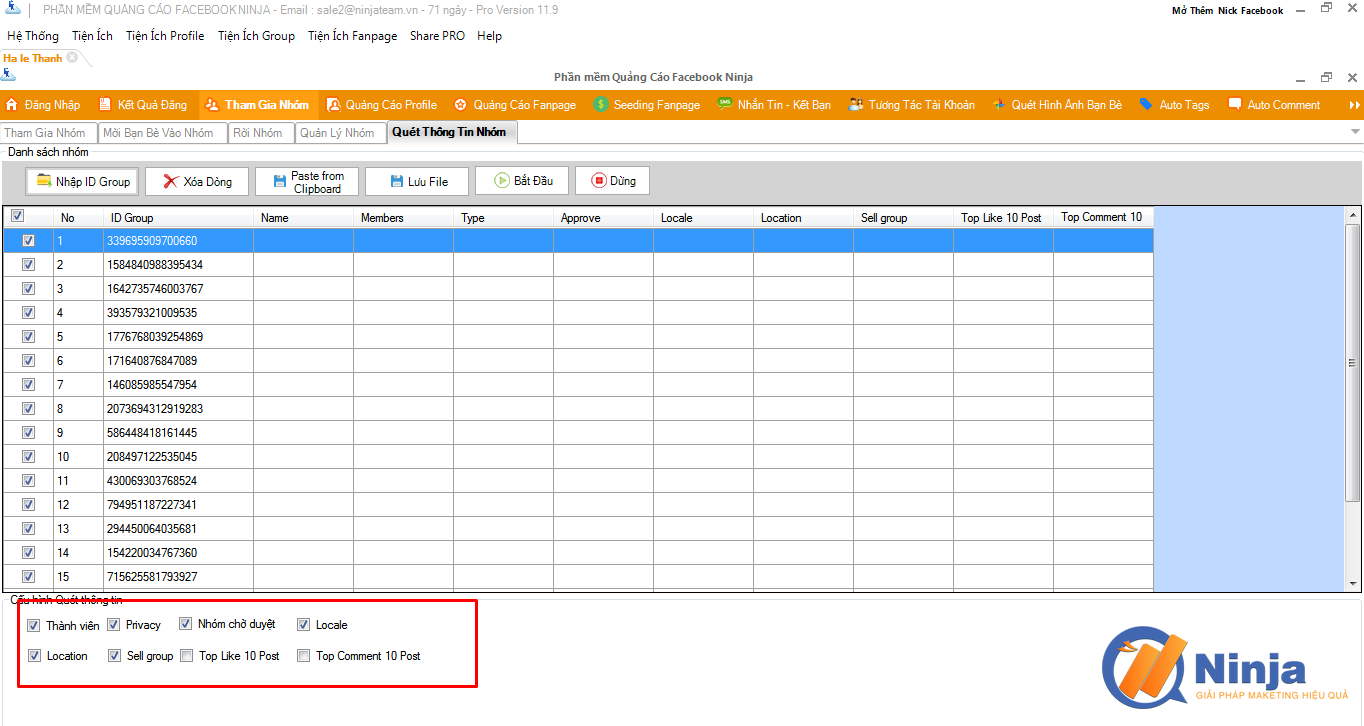 PHẦN MỀM QUẢNG CÁO FACEBOOK NINJA - Email : sale2@ninjateam.vn - 71 ngày - Pro Version 11.9 Mở Thêm Nick Facebook
Hệ Thống Tiện Ích Tiện Ích Profile Tiện Ích Group Tiện Ích Fanpage Share PRO Help
Ha le Thanh
Phần mềm Quảng Cáo Facebook Ninja
Đăng Nhập Kết Quả Đăng Tham Gia Nhóm Quảng Cáo Profile Quảng Cáo Fanpage $ Seeding Fanpage SMS Nhắn Tin - Kết Bạn Tương Tác Tài Khoản Quét Hình Ảnh Bạn Bè Auto Tags Auto Comment
Tham Gia Nhóm Mời Bạn Bè Vào Nhóm Rời Nhóm Quản Lý Nhóm Quét Thông Tin Nhóm
Danh sách nhóm
Nhập ID Group Xóa Dòng Paste from Clipboard Lưu File Bắt Đầu Dừng
No ID Group Name Members Type Approve Locale Location Sell group Top Like 10 Post Top Comment 10
1 339695909700660
2 1584840988395434
3 1642735746003767
4 393579321009535
5 1776768039254869
6 171640876847089
7 146085985547954
8 2073694312919283
9 586448418161445
10 208497122535045
11 430069303768524
12 794951187227341
13 294450064035681
14 154220034767360
15 715625581793927
Cấu hình Quét thông tin
Thành viên Privacy Nhóm chờ duyệt Locale
Location Sell group Top Like 10 Post Top Comment 10 Post
Ninja
GIẢI PHÁP MAKETING HIỆU QUẢ